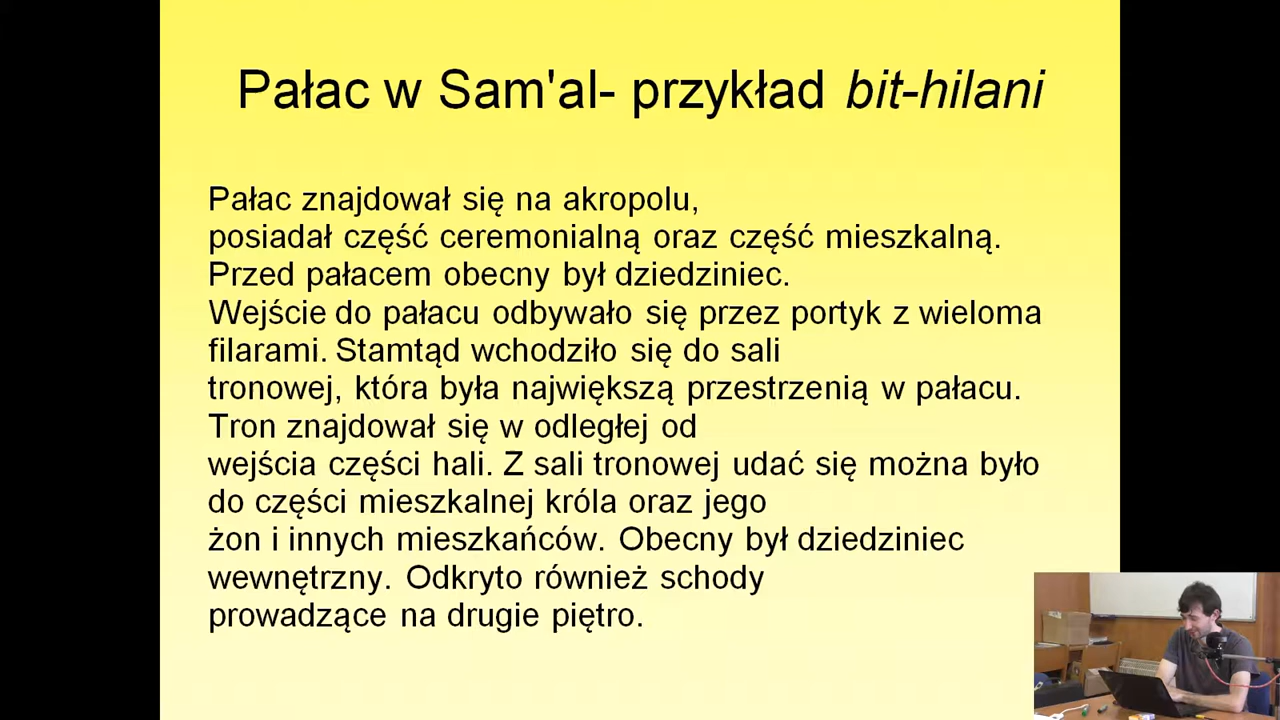 Pałac w Sam'al- przykład bit-hilani
Pałac znajdował się na akropolu,
posiadał część ceremonialną oraz część mieszkalną.
Przed pałacem obecny był dziedziniec.
Wejście do pałacu odbywało się przez portyk z wieloma
filarami. Stamtąd wchodziło się do sali
tronowej, która była największą przestrzenią w pałacu.
Tron znajdował się w odległej od
wejścia części hali. Z sali tronowej udać się można było
do części mieszkalnej króla oraz jego
żon i innych mieszkańców. Obecny był dziedziniec
wewnętrzny. Odkryto również schody
prowadzące na drugie piętro.